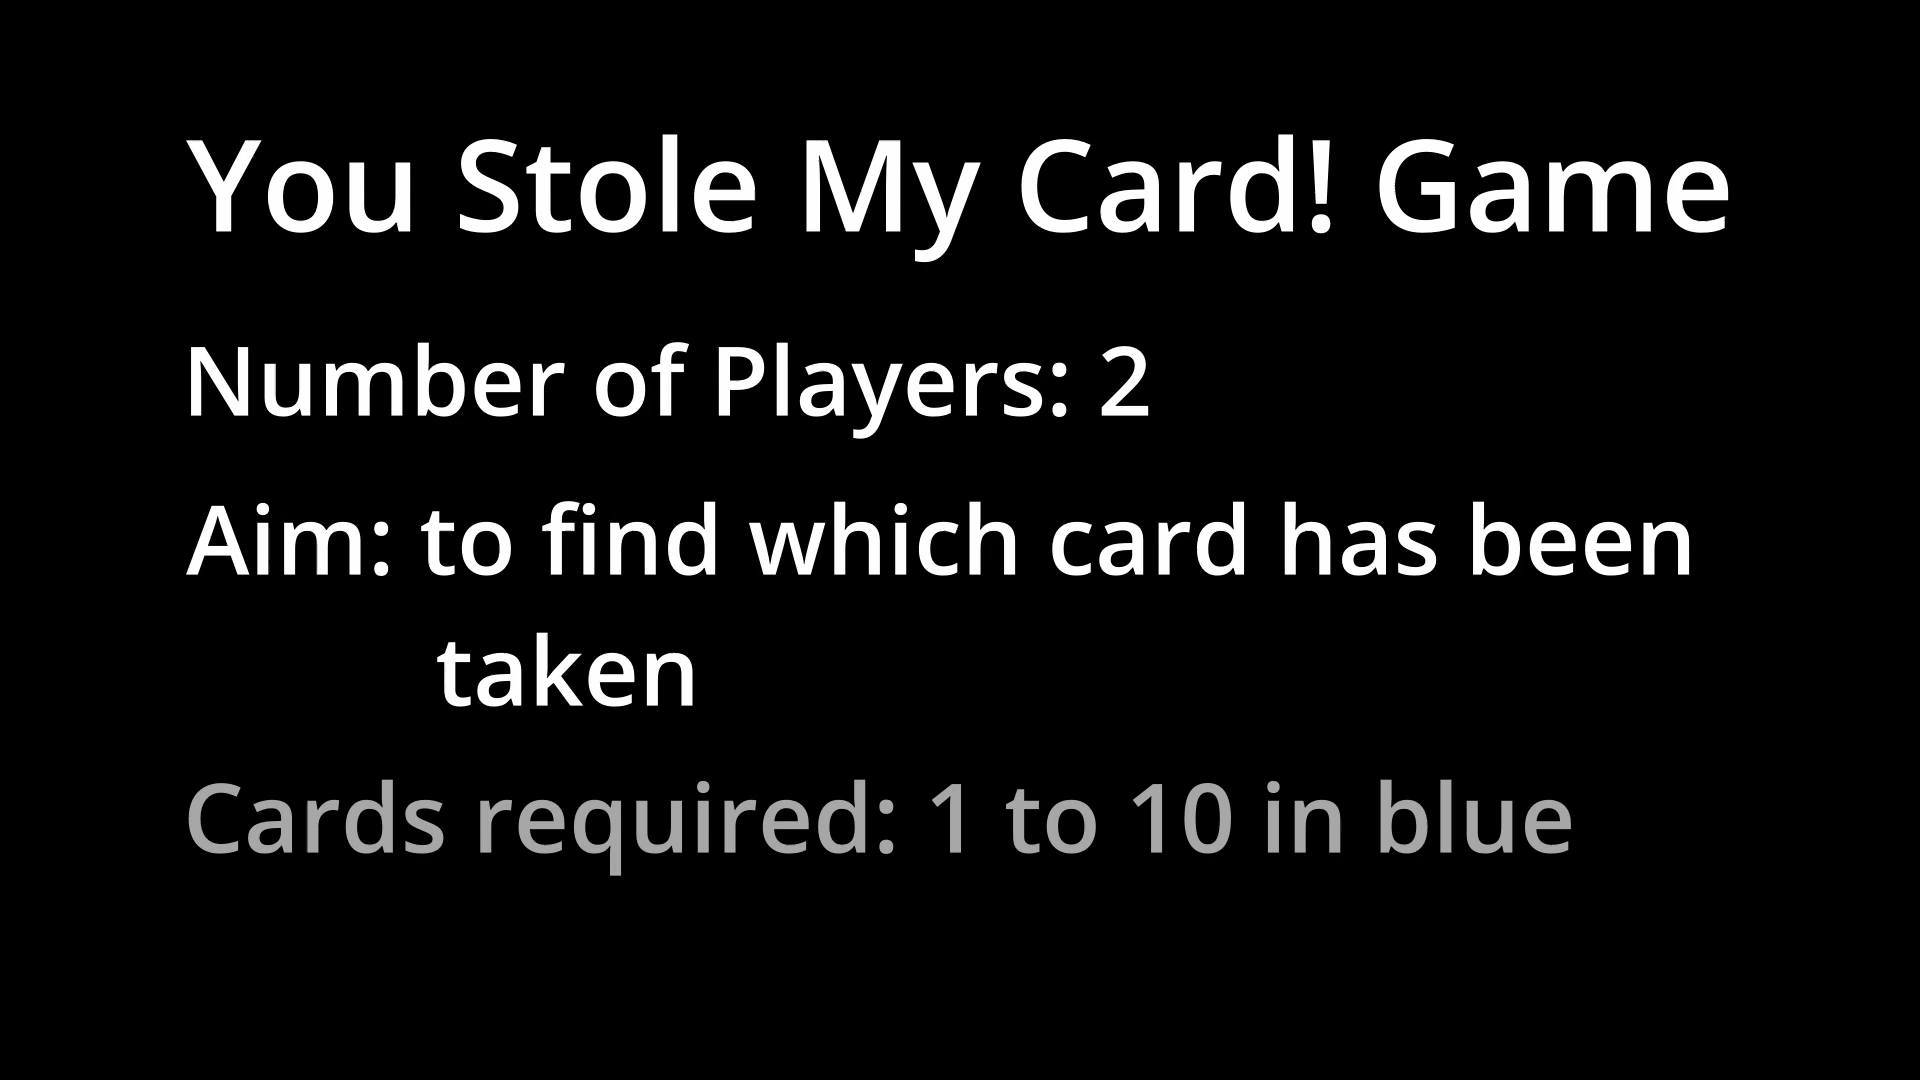 You Stole My Card! Game
Number of Players: 2
Aim: to find which card has been
taken
Cards required: 1 to 10 in blue